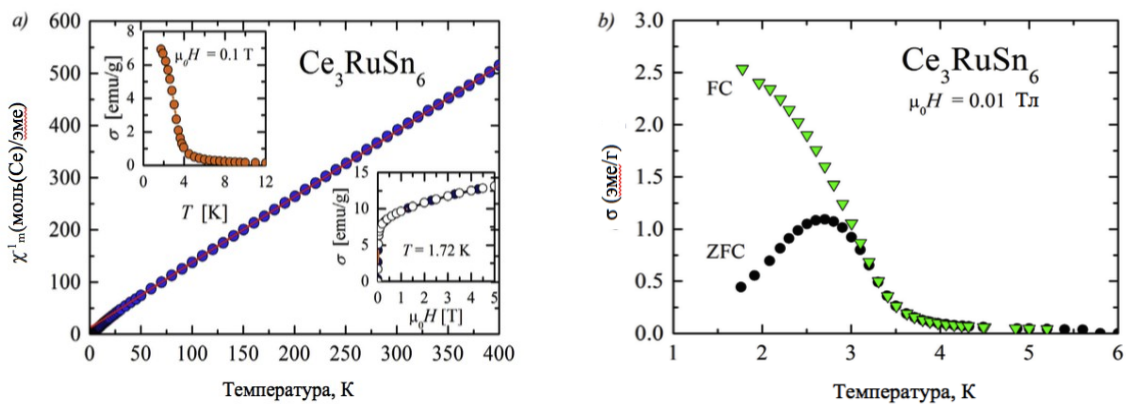 a)
600
500
400
300
200
100
0
χ⁻¹ₘ(моль(Ce)/эме)
0 50 100 150 200 250 300 350 400
Температура, К
Ce₃RuSn₆
μ₀H = 0.1 T
8
6
4
2
0
σ [emu/g]
0 4 8 12
T [K]
15
10
5
0
σ [emu/g]
T = 1.72 K
0 1 2 3 4 5
μ₀H [T]
b)
3.0
2.5
2.0
1.5
1.0
0.5
0.0
σ (эме/г)
Ce₃RuSn₆
μ₀H = 0.01 Тл
FC
ZFC
1 2 3 4 5 6
Температура, К